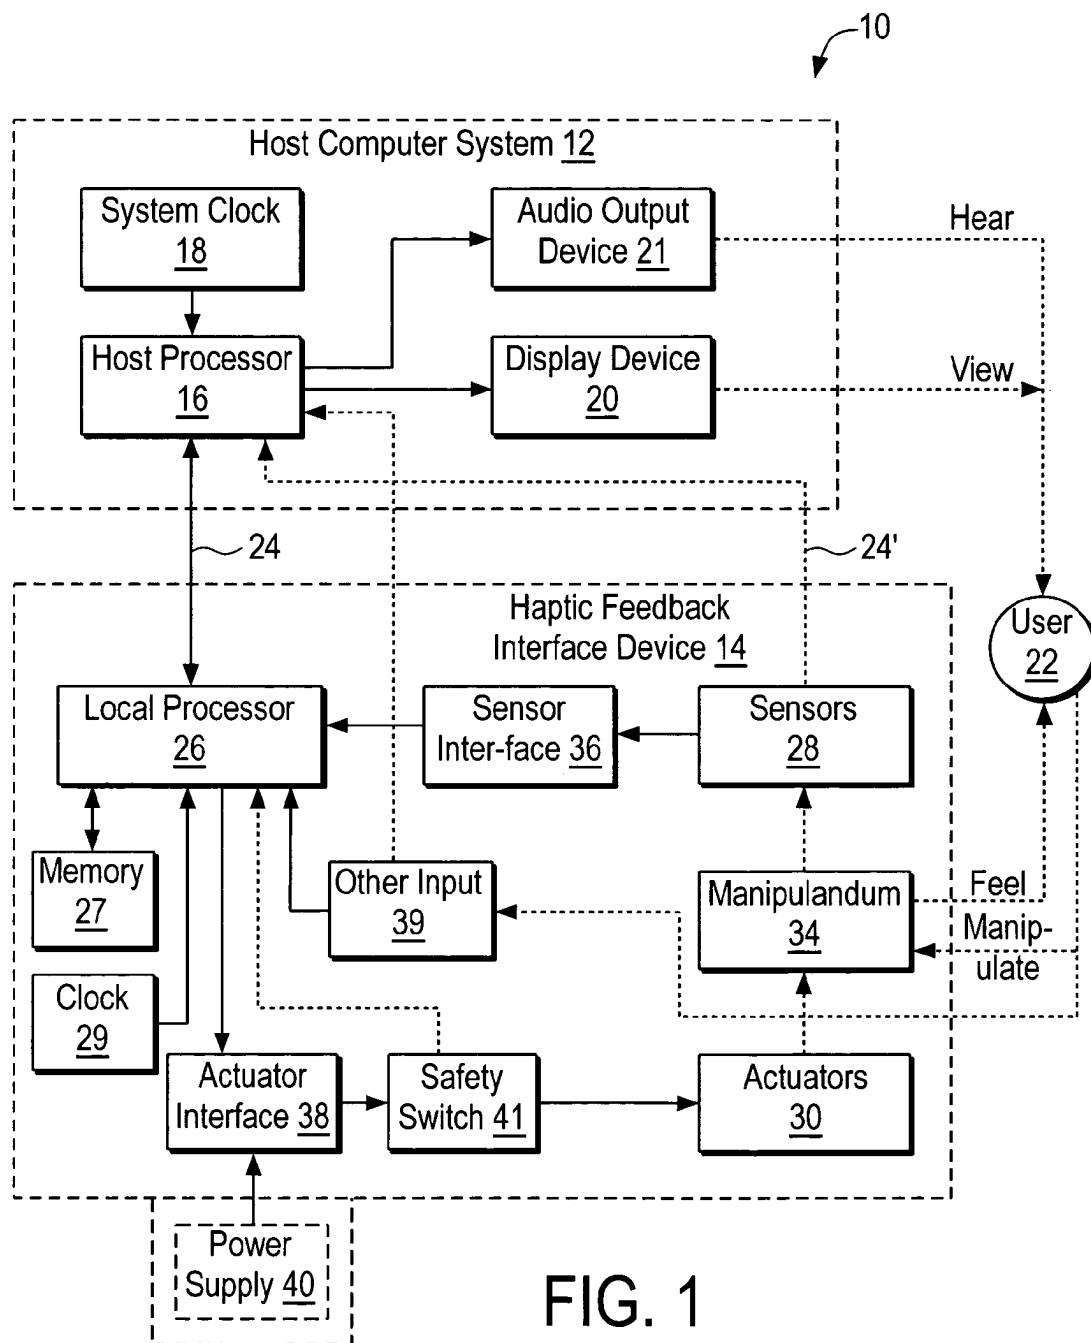 10
Host Computer System 12
System Clock
18
Audio Output
Device 21
Hear
Host Processor
16
Display Device
20
View
24
24'
Haptic Feedback
Interface Device 14
User
22
Local Processor
26
Sensor
Inter-face 36
Sensors
28
Memory
27
Other Input
39
Manipulandum
34
Feel
Manip-
ulate
Clock
29
Actuator
Interface 38
Safety
Switch 41
Actuators
30
Power
Supply 40
FIG. 1